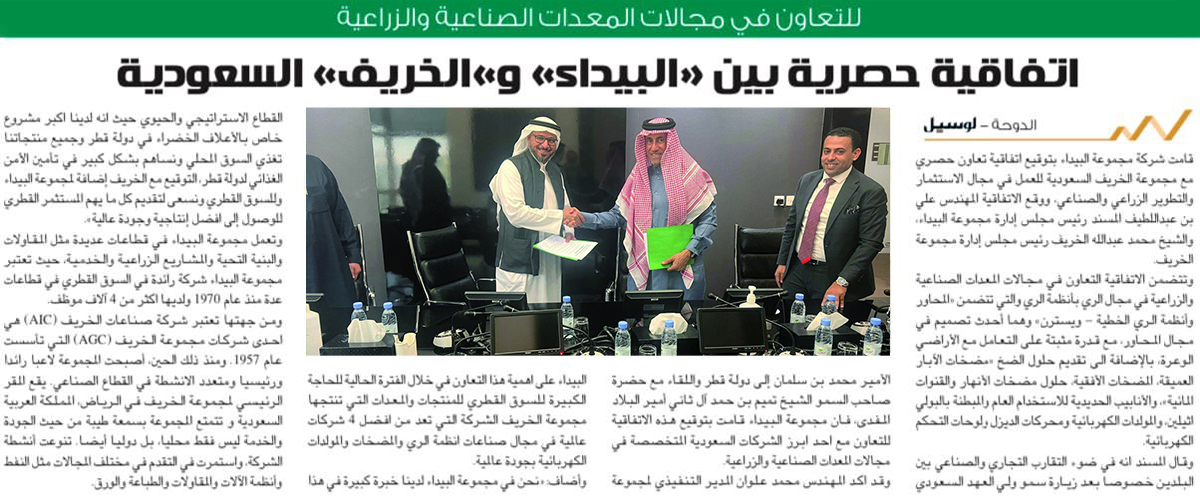 للتعاون في مجالات المعدات الصناعية والزراعية
اتفاقية حصرية بين «البيداء» و«الخريف» السعودية
الدوحة - لوسيل
قامت شركة مجموعة البيداء بتوقيع اتفاقية تعاون حصري
مع مجموعة الخريف السعودية للعمل في مجال الاستثمار
والتطوير الزراعي والصناعي، ووقع الاتفاقية المهندس علي
بن عبداللطيف المسند رئيس مجلس إدارة مجموعة البيداء،
والشيخ محمد عبدالله الخريف رئيس مجلس إدارة مجموعة
الخريف.
وتتضمن الاتفاقية التعاون في مجالات المعدات الصناعية
والزراعية في مجال الري بأنظمة الري والتي تتضمن «المحاور
وأنظمة الري الخطية - ويسترن» وهما أحدث تصميم في
مجال المحاور، مع قدرة مثبتة على التعامل مع الأراضي
الوعرة، بالإضافة الى تقديم حلول الضخ «مضخات الأبار
العميقة، المضخات الأفقية، حلول مضخات الأنهار والقنوات
المائية»، والأنابيب الحديدية للاستخدام العام والمبطنة بالبولي
اثيلين، والمولدات الكهربائية ومحركات الديزل ولوحات التحكم
الكهربائية.
وقال المسند انه في ضوء التقارب التجاري والصناعي بين
البلدين خصوصا بعد زيارة سمو ولي العهد السعودي
الأمير محمد بن سلمان إلى دولة قطر واللقاء مع حضرة
صاحب السمو الشيخ تميم بن حمد آل ثاني أمير البلاد
المفدى، فان مجموعة البيداء قامت بتوقيع هذه الاتفاقية
للتعاون مع احد ابرز الشركات السعودية المتخصصة في
مجالات المعدات الصناعية والزراعية.
وقد اكد المهندس محمد علوان المدير التنفيذي لمجموعة
البيداء على اهمية هذا التعاون في خلال الفترة الحالية للحاجة
الكبيرة للسوق القطري للمنتجات والمعدات التي تنتجها
مجموعة الخريف الشركة التي تعد من افضل 4 شركات
عالمية في مجال صناعات انظمة الري والمضخات والمولدات
الكهربائية بجودة عالمية.
وأضاف: «نحن في مجموعة البيداء لدينا خبرة كبيرة في هذا
القطاع الاستراتيجي والحيوي حيث انه لدينا اكبر مشروع
خاص بالأعلاف الخضراء في دولة قطر وجميع منتجاتنا
تغذي السوق المحلي ونساهم بشكل كبير في تأمين الأمن
الغذائي لدولة قطر، التوقيع مع الخريف إضافة لمجموعة البيداء
وللسوق القطري ونسعى لتقديم كل ما يهم المستثمر القطري
للوصول إلى افضل إنتاجية وجودة عالية».
وتعمل مجموعة البيداء في قطاعات عديدة مثل المقاولات
والبنية التحتية والمشاريع الزراعية والخدمية، حيث تعتبر
مجموعة البيداء شركة رائدة في السوق القطري في قطاعات
عدة منذ عام 1970 ولديها اكثر من 4 آلاف موظف.
ومن جهتها تعتبر شركة صناعات الخريف (AIC) هي
احدى شركات مجموعة الخريف (AGC) التي تأسست
عام 1957. ومنذ ذلك الحين، أصبحت المجموعة لاعبا رائدا
ورئيسيا ومتعدد الانشطة في القطاع الصناعي. يقع المقر
الرئيسي لمجموعة الخريف في الرياض، المملكة العربية
السعودية و تتمتع المجموعة بسمعة طيبة من حيث الجودة
والخدمة ليس فقط محليا، بل دوليا أيضا. تنوعت أنشطة
الشركة، واستمرت في التقدم في مختلف المجالات مثل النفط
وأنظمة الآلات والمقاولات والطباعة والورق.